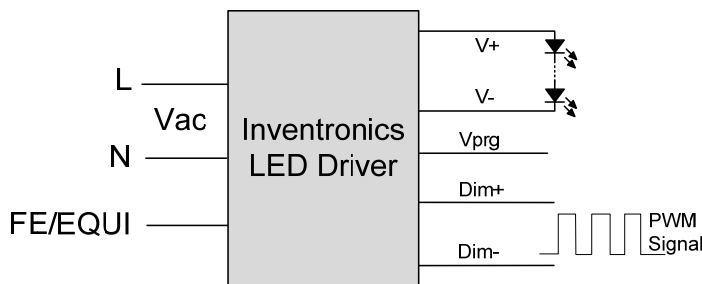 L
Vac
N
FE/EQUI
Inventronics
LED Driver
V+
V-
Vprg
Dim+
Dim-
PWM
Signal